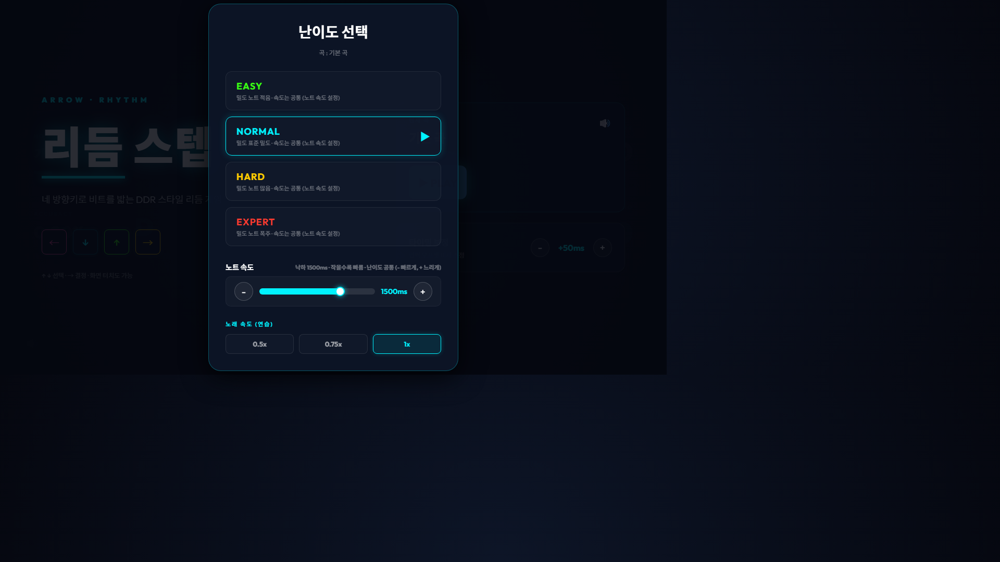 난이도 선택
곡 : 기본 곡
EASY
밀도 노트 적음 · 속도는 공통 (노트 속도 설정)
NORMAL
밀도 표준 밀도 · 속도는 공통 (노트 속도 설정)
HARD
밀도 노트 많음 · 속도는 공통 (노트 속도 설정)
EXPERT
밀도 노트 폭주 · 속도는 공통 (노트 속도 설정)
노트 속도
낙하 1500ms · 작을수록 빠름 · 난이도 공통 (− 빠르게, + 느리게)
− 1500ms +
노래 속도 (연습)
0.5x 0.75x 1x
ARROW · RHYTHM
리듬 스텝
네 방향키로 비트를 밟는 DDR 스타일 리듬
← ↓ ↑ →
↑ ↓ 선택 · → 결정 · 화면 터치도 가능
− +50ms +